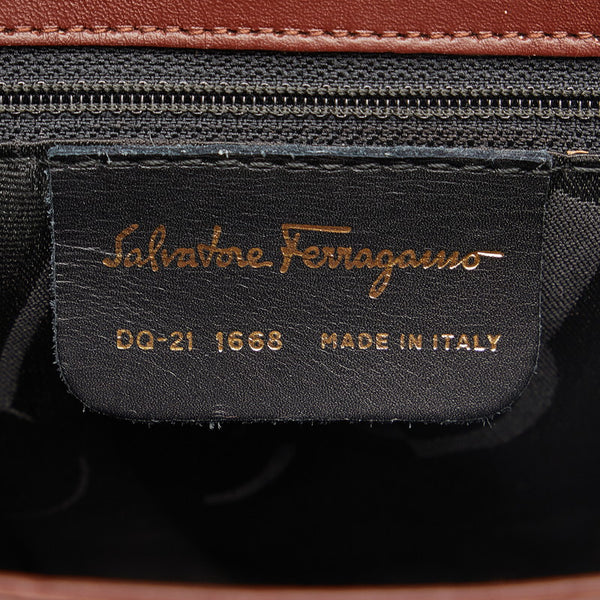 Salvatore Ferragamo
DQ-21 1668 MADE IN ITALY